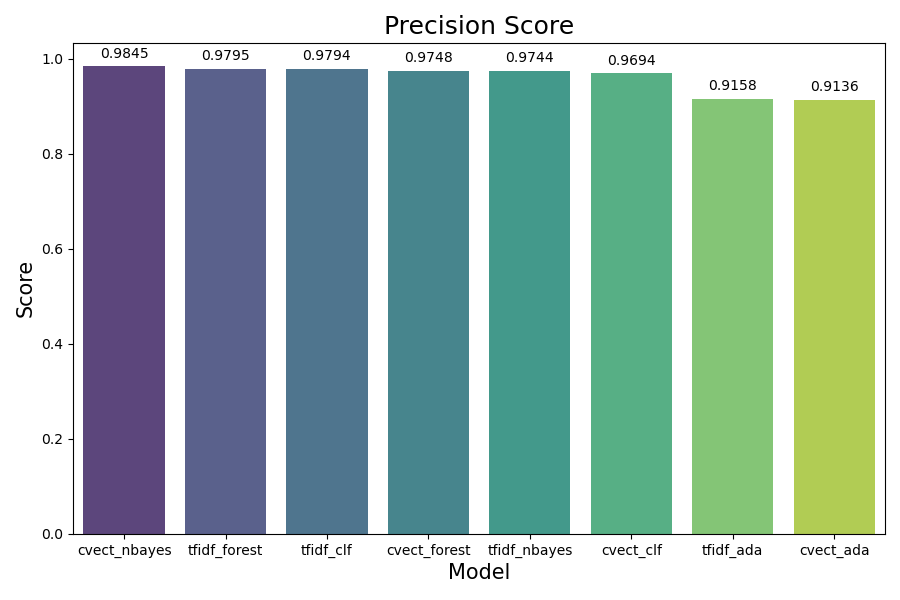 Precision Score
0.9845 0.9795 0.9794 0.9748 0.9744 0.9694 0.9158 0.9136
1.0
0.8
0.6
0.4
0.2
0.0
Score
cvect_nbayes tfidf_forest tfidf_clf cvect_forest tfidf_nbayes cvect_clf tfidf_ada cvect_ada
Model